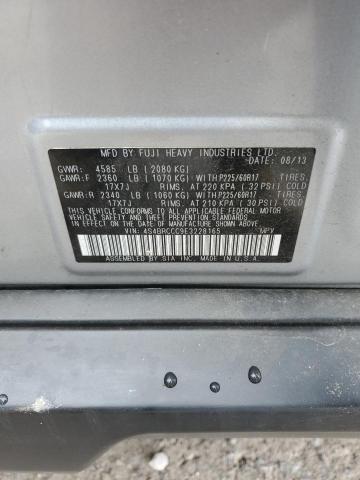 MFD BY FUJI HEAVY INDUSTRIES LTD.
DATE: 08/13
GVWR: 4585 LB (2080 KG)
GAWR:F 2360 LB (1070 KG) WITH P225/60R17 TIRES.
17X7J RIMS. AT 220 KPA (32 PSI) COLD
GAWR:R 2340 LB (1060 KG) WITH P225/60R17 TIRES.
17X7J RIMS. AT 210 KPA (30 PSI) COLD
THIS VEHICLE CONFORMS TO ALL APPLICABLE
FEDERAL MOTOR VEHICLE SAFETY AND THEFT PREVENTION
STANDARDS IN EFFECT ON THE DATE OF
MANUFACTURE SHOWN ABOVE.
VIN: 4S4BRCCC9E3228165 MPV
ASSEMBLED BY SIA INC. MADE IN U.S.A.